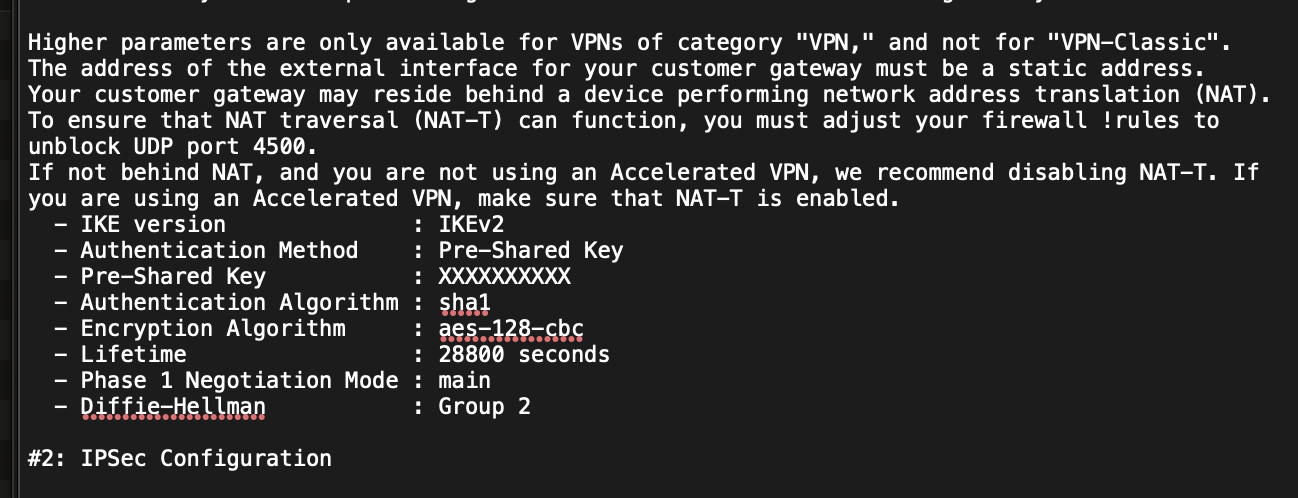 Higher parameters are only available for VPNs of category "VPN," and not for "VPN-Classic".
The address of the external interface for your customer gateway must be a static address.
Your customer gateway may reside behind a device performing network address translation (NAT).
To ensure that NAT traversal (NAT-T) can function, you must adjust your firewall !rules to
unblock UDP port 4500.
If not behind NAT, and you are not using an Accelerated VPN, we recommend disabling NAT-T. If
you are using an Accelerated VPN, make sure that NAT-T is enabled.
  - IKE version              : IKEv2
  - Authentication Method    : Pre-Shared Key
  - Pre-Shared Key           : XXXXXXXXXX
  - Authentication Algorithm : sha1
  - Encryption Algorithm     : aes-128-cbc
  - Lifetime                 : 28800 seconds
  - Phase 1 Negotiation Mode : main
  - Diffie-Hellman           : Group 2
#2: IPSec Configuration